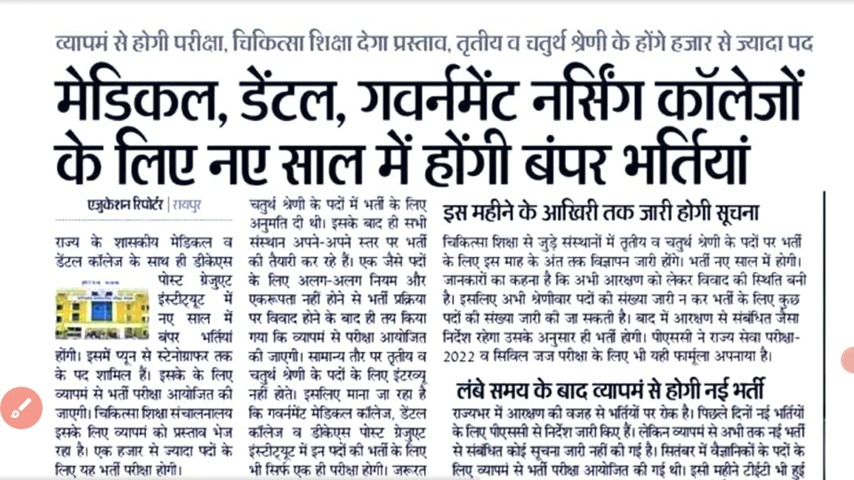 व्यापमं से होगी परीक्षा, चिकित्सा शिक्षा देगा प्रस्ताव, तृतीय व चतुर्थ श्रेणी के होंगे हजार से ज्यादा पद
मेडिकल, डेंटल, गवर्नमेंट नर्सिंग कॉलेजों
के लिए नए साल में होंगी बंपर भर्तियां
एजुकेशन रिपोर्टर | रायपुर
राज्य के शासकीय मेडिकल व
डेंटल कॉलेज के साथ ही डीकेएस
पोस्ट ग्रेजुएट
इंस्टीट्यूट में
नए साल में
बंपर भर्तियां
होंगी। इसमें प्यून से स्टेनोग्राफर तक
के पद शामिल हैं। इसके के लिए
व्यापमं से भर्ती परीक्षा आयोजित की
जाएगी। चिकित्सा शिक्षा संचालनालय
इसके लिए व्यापमं को प्रस्ताव भेज
रहा है। एक हजार से ज्यादा पदों के
लिए यह भर्ती परीक्षा होगी।
चतुर्थ श्रेणी के पदों में भर्ती के लिए
अनुमति दी थी। इसके बाद ही सभी
संस्थान अपने-अपने स्तर पर भर्ती
की तैयारी कर रहे हैं। एक जैसे पदों
के लिए अलग-अलग नियम और
एकरूपता नहीं होने से भर्ती प्रक्रिया
पर विवाद होने के बाद ही तय किया
गया कि व्यापमं से परीक्षा आयोजित
की जाएगी। सामान्य तौर पर तृतीय व
चतुर्थ श्रेणी के पदों के लिए इंटरव्यू
नहीं होते। इसलिए माना जा रहा है
कि गवर्नमेंट मेडिकल कॉलेज, डेंटल
कॉलेज व डीकेएस पोस्ट ग्रेजुएट
इंस्टीट्यूट में इन पदों की भर्ती के लिए
भी सिर्फ एक ही परीक्षा होगी। जरूरत
इस महीने के आखिरी तक जारी होगी सूचना
चिकित्सा शिक्षा से जुड़े संस्थानों में तृतीय व चतुर्थ श्रेणी के पदों पर भर्ती
के लिए इस माह के अंत तक विज्ञापन जारी होंगे। भर्ती नए साल में होगी।
जानकारों का कहना है कि अभी आरक्षण को लेकर विवाद की स्थिति बनी
है। इसलिए अभी श्रेणीवार पदों की संख्या जारी न कर भर्ती के लिए कुछ
पदों की संख्या जारी की जा सकती है। बाद में आरक्षण से संबंधित जैसा
निर्देश रहेगा उसके अनुसार ही भर्ती होगी। पीएससी ने राज्य सेवा परीक्षा-
2022 व सिविल जज परीक्षा के लिए भी यही फार्मूला अपनाया है।
लंबे समय के बाद व्यापमं से होगी नई भर्ती
राज्यभर में आरक्षण की वजह से भर्तियों पर रोक है। पिछले दिनों नई भर्तियों
के लिए पीएससी से निर्देश जारी किए हैं। लेकिन व्यापमं से अभी तक नई भर्ती
से संबंधित कोई सूचना जारी नहीं की गई है। सितंबर में वैज्ञानिकों के पदों के
लिए व्यापमं से भर्ती परीक्षा आयोजित की गई थी। इसी महीने टीईटी भी हुई